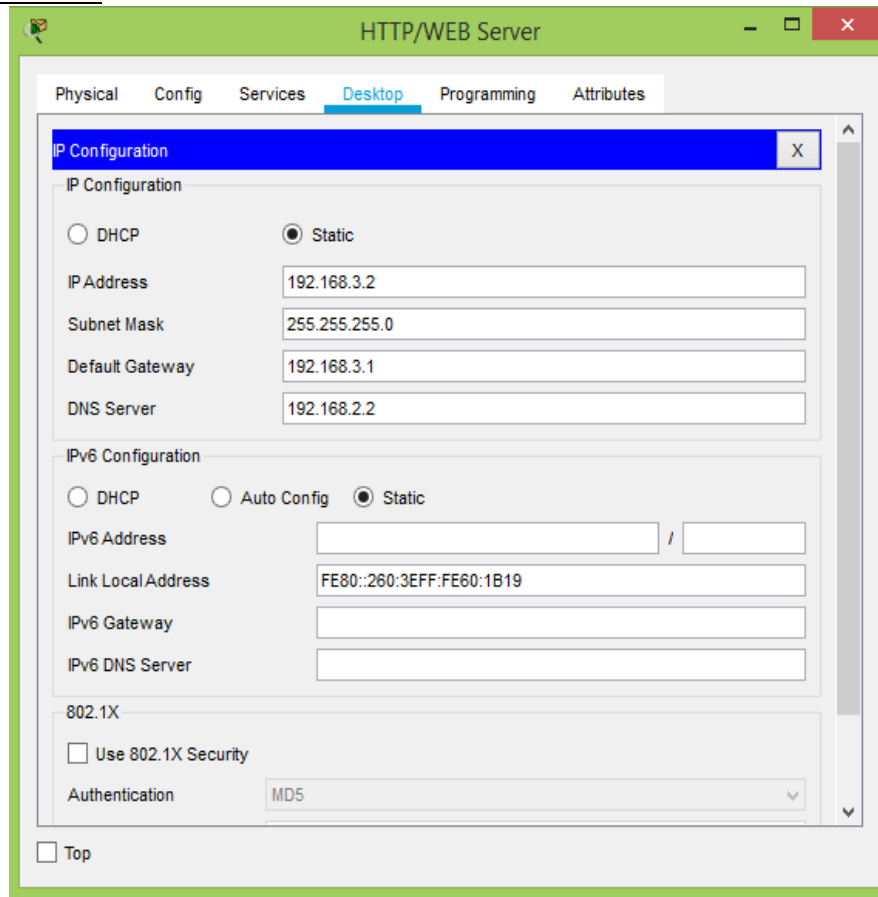 HTTP/WEB Server
Physical Config Services Desktop Programming Attributes
IP Configuration X
IP Configuration
DHCP Static
IP Address 192.168.3.2
Subnet Mask 255.255.255.0
Default Gateway 192.168.3.1
DNS Server 192.168.2.2
IPv6 Configuration
DHCP Auto Config Static
IPv6 Address /
Link Local Address FE80::260:3EFF:FE60:1B19
IPv6 Gateway
IPv6 DNS Server
802.1X
Use 802.1X Security
Authentication MD5
Top